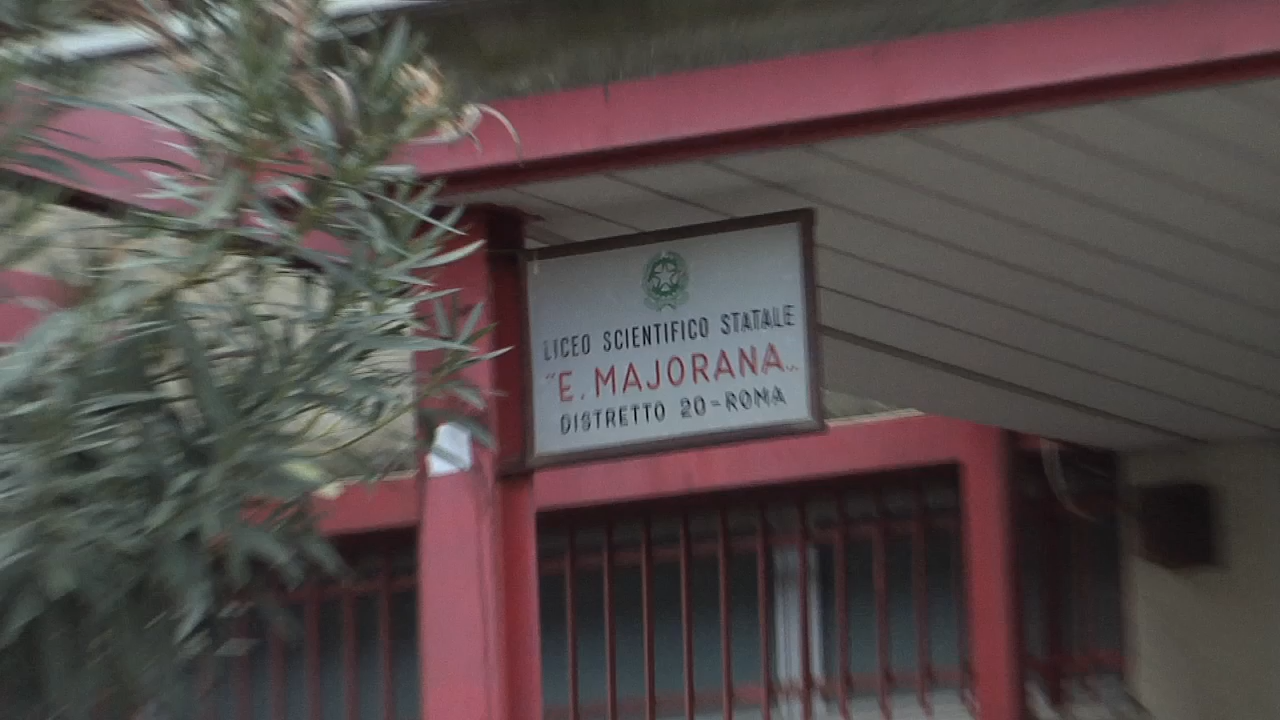 LICEO SCIENTIFICO STATALE
"E. MAJORANA"
DISTRETTO 20-ROMA